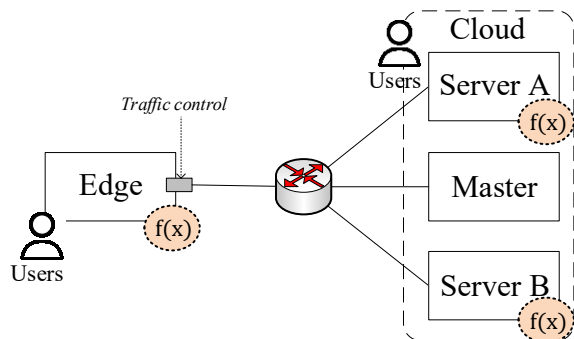 Cloud
Users
Server A
f(x)
Traffic control
Edge
Master
f(x)
Users
Server B
f(x)